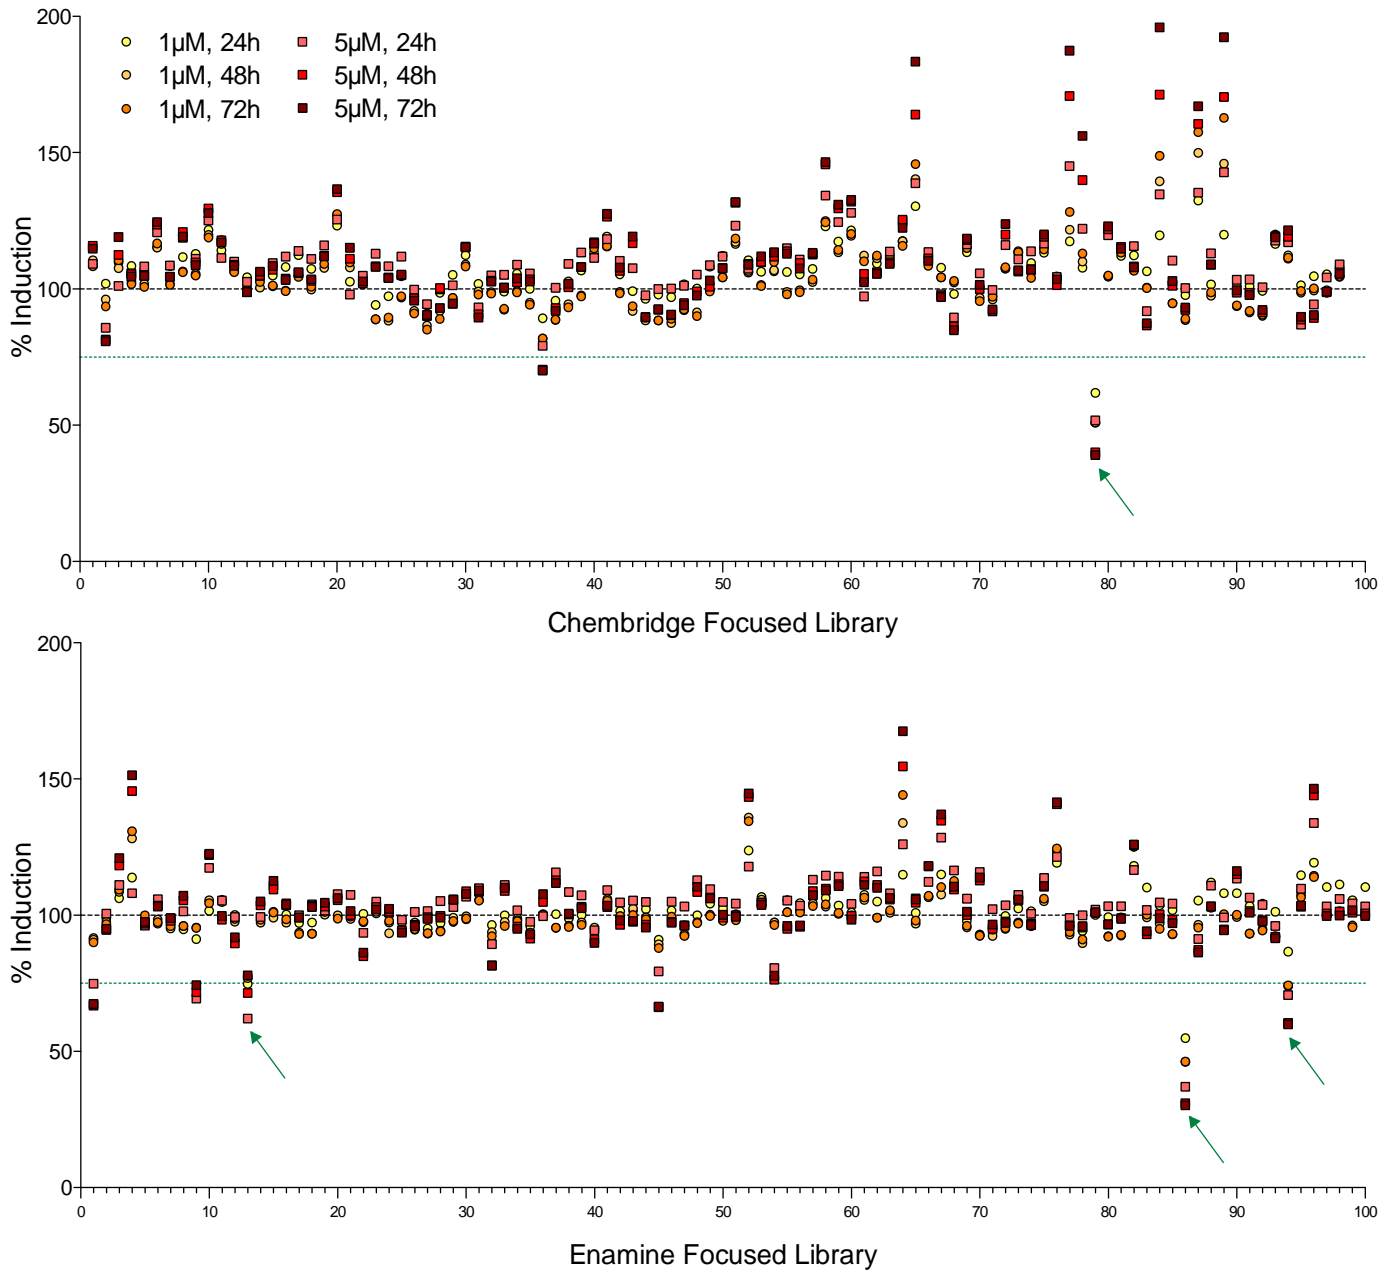 200
1μM, 24h 5μM, 24h
1μM, 48h 5μM, 48h
1μM, 72h 5μM, 72h
150
100
50
0
% Induction
0 10 20 30 40 50 60 70 80 90 100
Chembridge Focused Library
200
150
100
50
0
% Induction
0 10 20 30 40 50 60 70 80 90 100
Enamine Focused Library